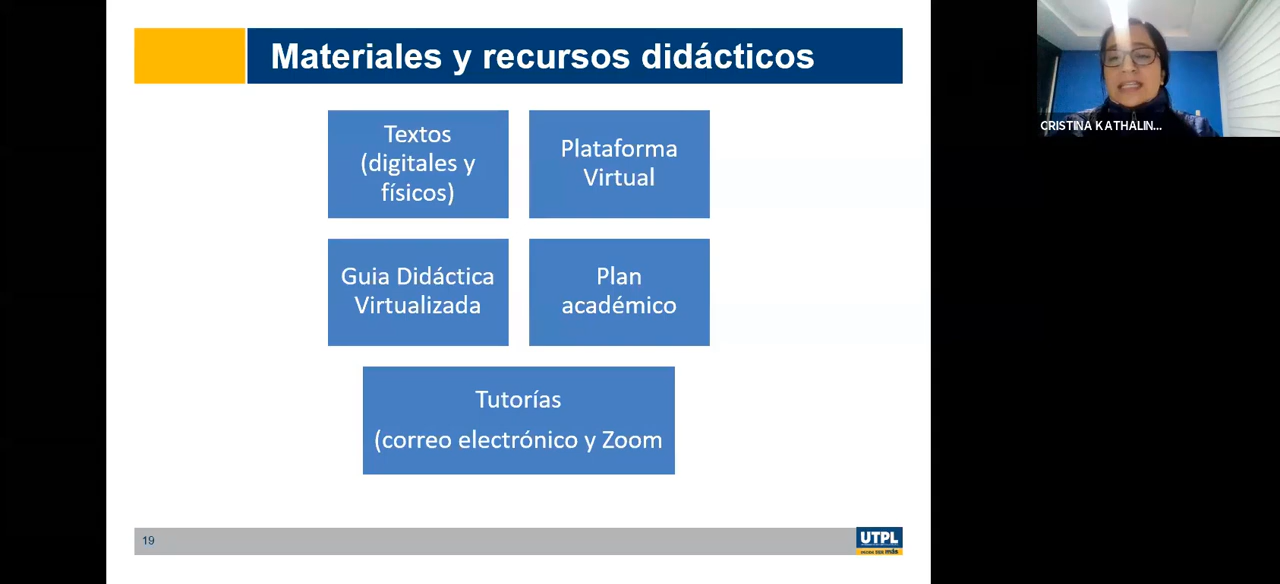 Materiales y recursos didácticos
CRISTINA KATHALIN...
Textos
(digitales y
físicos)
Plataforma
Virtual
Guia Didáctica
Virtualizada
Plan
académico
Tutorías
(correo electrónico y Zoom
19
UTPL